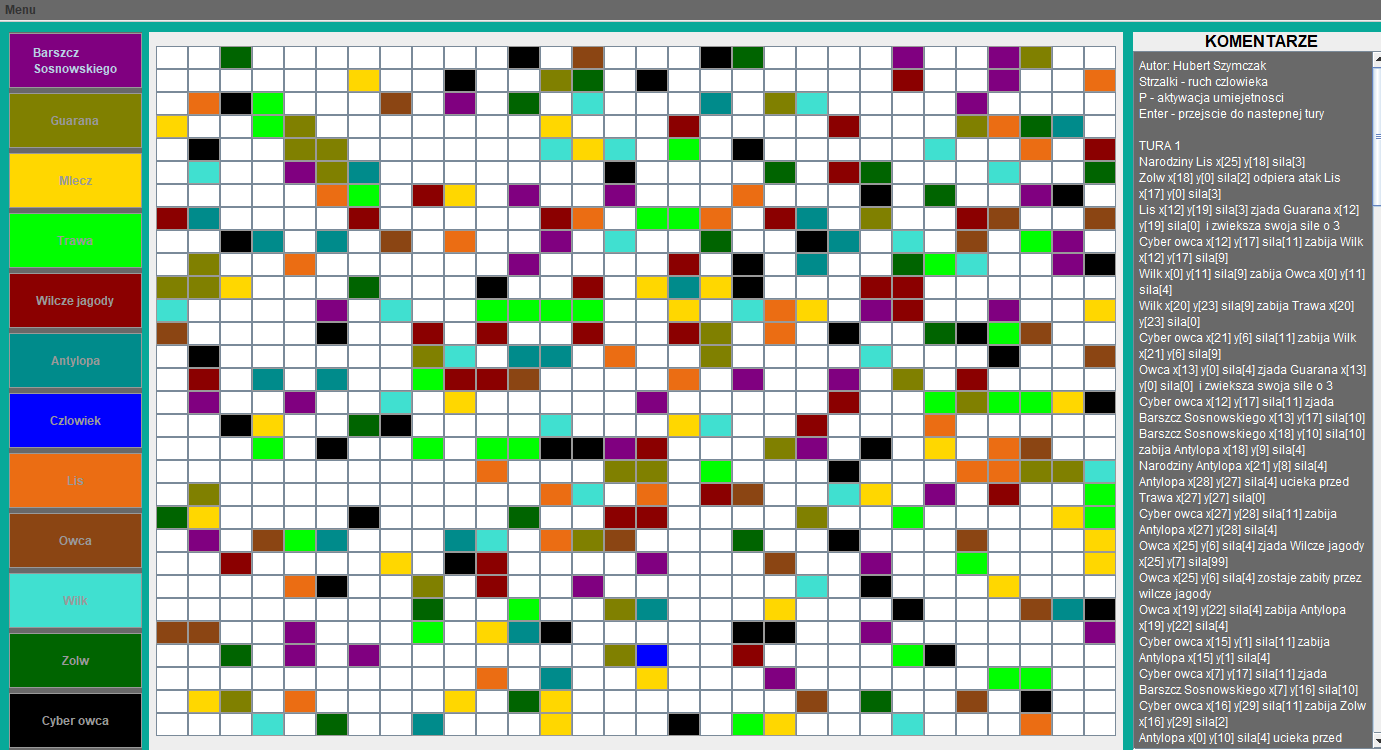 Menu
Barszcz
Sosnowskiego
Guarana
Mlecz
Trawa
Wilcze jagody
Antylopa
Czlowiek
Lis
Owca
Wilk
Zolw
Cyber owca
KOMENTARZE
Autor: Hubert Szymczak
Strzalki - ruch czlowieka
P - aktywacja umiejetnosci
Enter - przejscie do nastepnej tury
TURA 1
Narodziny Lis x[25] y[18] sila[3]
Zolw x[18] y[0] sila[2] odpiera atak Lis
x[17] y[0] sila[3]
Lis x[12] y[19] sila[3] zjada Guarana x[12]
y[19] sila[0]  i zwieksza swoja sile o 3
Cyber owca x[12] y[17] sila[11] zabija Wilk
x[12] y[17] sila[9]
Wilk x[0] y[11] sila[9] zabija Owca x[0] y[11]
sila[4]
Wilk x[20] y[23] sila[9] zabija Trawa x[20]
y[23] sila[0]
Cyber owca x[21] y[6] sila[11] zabija Wilk
x[21] y[6] sila[9]
Owca x[13] y[0] sila[4] zjada Guarana x[13]
y[0] sila[0]  i zwieksza swoja sile o 3
Cyber owca x[12] y[17] sila[11] zjada
Barszcz Sosnowskiego x[13] y[17] sila[10]
Barszcz Sosnowskiego x[18] y[10] sila[10]
zabija Antylopa x[18] y[9] sila[4]
Narodziny Antylopa x[21] y[8] sila[4]
Antylopa x[28] y[27] sila[4] ucieka przed
Trawa x[27] y[27] sila[0]
Cyber owca x[27] y[28] sila[11] zabija
Antylopa x[27] y[28] sila[4]
Owca x[25] y[6] sila[4] zjada Wilcze jagody
x[25] y[7] sila[99]
Owca x[25] y[6] sila[4] zostaje zabity przez
wilcze jagody
Owca x[19] y[22] sila[4] zabija Antylopa
x[19] y[22] sila[4]
Cyber owca x[15] y[1] sila[11] zabija
Antylopa x[15] y[1] sila[4]
Cyber owca x[7] y[17] sila[11] zjada
Barszcz Sosnowskiego x[7] y[16] sila[10]
Cyber owca x[16] y[29] sila[11] zabija Zolw
x[16] y[29] sila[2]
Antylopa x[0] y[10] sila[4] ucieka przed